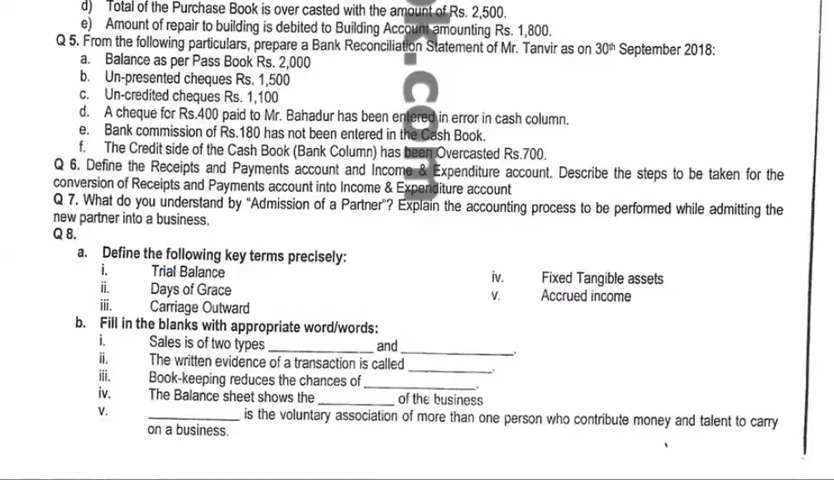 d) Total of the Purchase Book is over casted with the amount of Rs. 2,500.
e) Amount of repair to building is debited to Building Account amounting Rs. 1,800.
Q 5. From the following particulars, prepare a Bank Reconciliation Statement of Mr. Tanvir as on 30th September 2018:
a. Balance as per Pass Book Rs. 2,000
b. Un-presented cheques Rs. 1,500
c. Un-credited cheques Rs. 1,100
d. A cheque for Rs.400 paid to Mr. Bahadur has been entered in error in cash column.
e. Bank commission of Rs.180 has not been entered in the Cash Book.
f. The Credit side of the Cash Book (Bank Column) has been Overcasted Rs.700.
Q 6. Define the Receipts and Payments account and Income & Expenditure account. Describe the steps to be taken for the
conversion of Receipts and Payments account into Income & Expenditure account
Q 7. What do you understand by "Admission of a Partner"? Explain the accounting process to be performed while admitting the
new partner into a business.
Q 8.
a. Define the following key terms precisely:
i. Trial Balance
ii. Days of Grace
iii. Carriage Outward
iv. Fixed Tangible assets
v. Accrued income
b. Fill in the blanks with appropriate word/words:
i. Sales is of two types ____________ and ____________.
ii. The written evidence of a transaction is called __________.
iii. Book-keeping reduces the chances of ____________.
iv. The Balance sheet shows the _________ of the business
v. __________ is the voluntary association of more than one person who contribute money and talent to carry
on a business.
ok.com